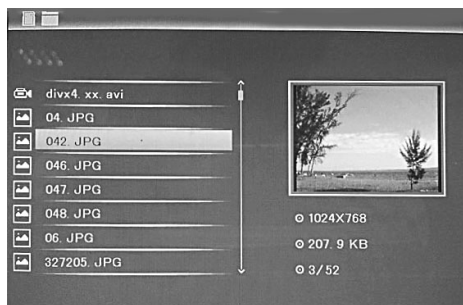 divx4. xx. avi
04. JPG
042. JPG
046. JPG
047. JPG
048. JPG
06. JPG
327205. JPG
1024X768
207. 9 KB
3/52